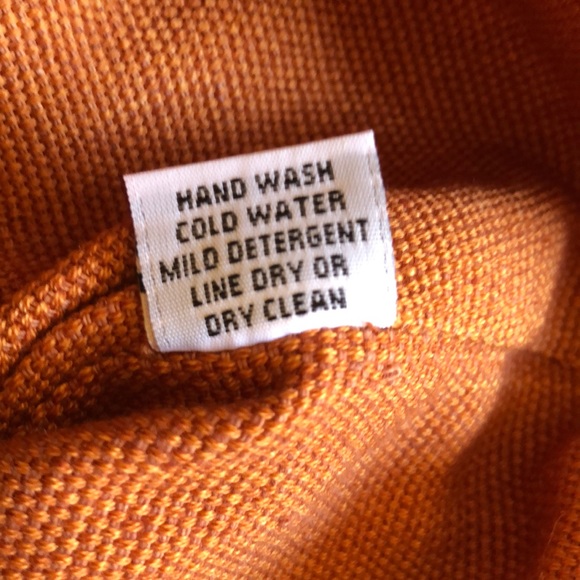 HAND WASH
COLD WATER
MILD DETERGENT
LINE DRY OR
DRY CLEAN